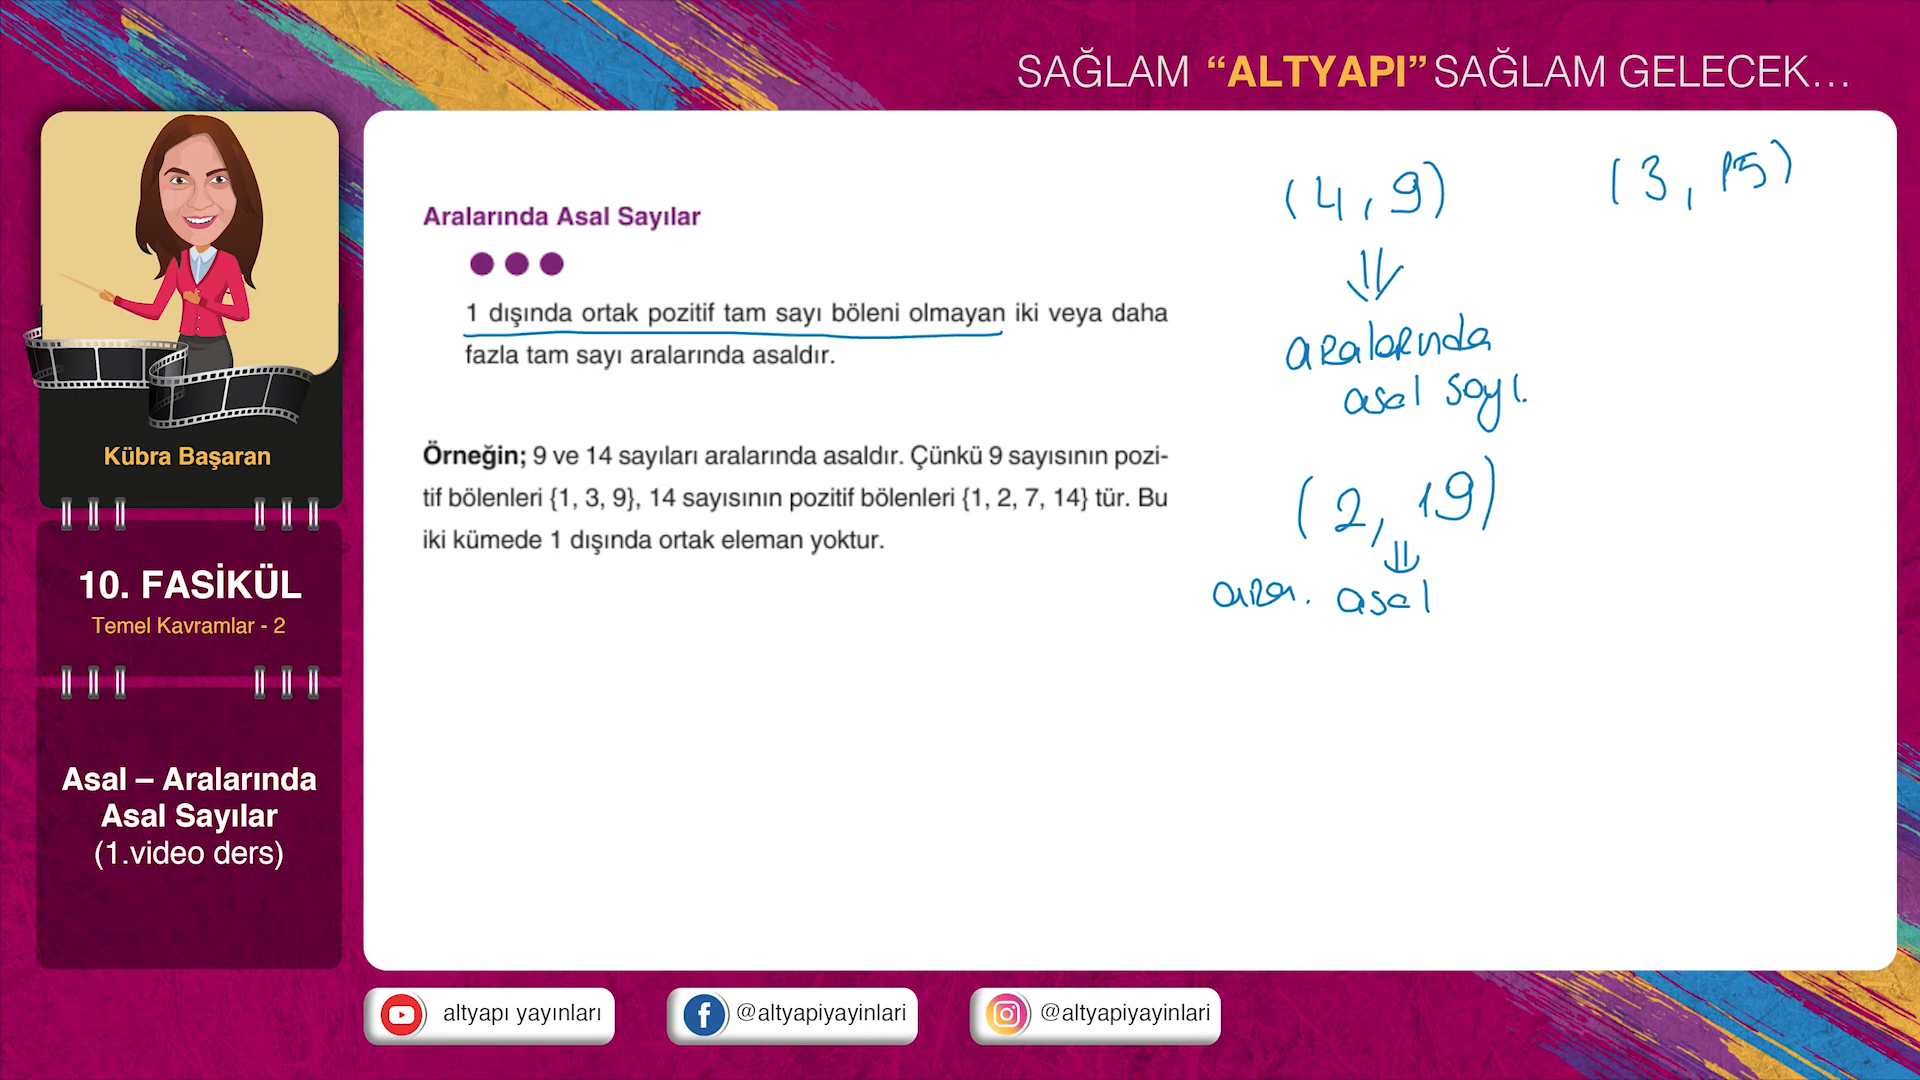 SAĞLAM “ALTYAPI” SAĞLAM GELECEK...
Kübra Başaran
10. FASİKÜL
Temel Kavramlar - 2
Asal – Aralarında
Asal Sayılar
(1.video ders)
Aralarında Asal Sayılar
1 dışında ortak pozitif tam sayı böleni olmayan iki veya daha
fazla tam sayı aralarında asaldır.
Örneğin; 9 ve 14 sayıları aralarında asaldır. Çünkü 9 sayısının pozi-
tif bölenleri {1, 3, 9}, 14 sayısının pozitif bölenleri {1, 2, 7, 14} tür. Bu
iki kümede 1 dışında ortak eleman yoktur.
(4, 9)
aralarında
asal sayı.
(2, 19)
ara. asal
(3, 15)
altyapı yayınları
@altyapiyayinlari
@altyapiyayinlari